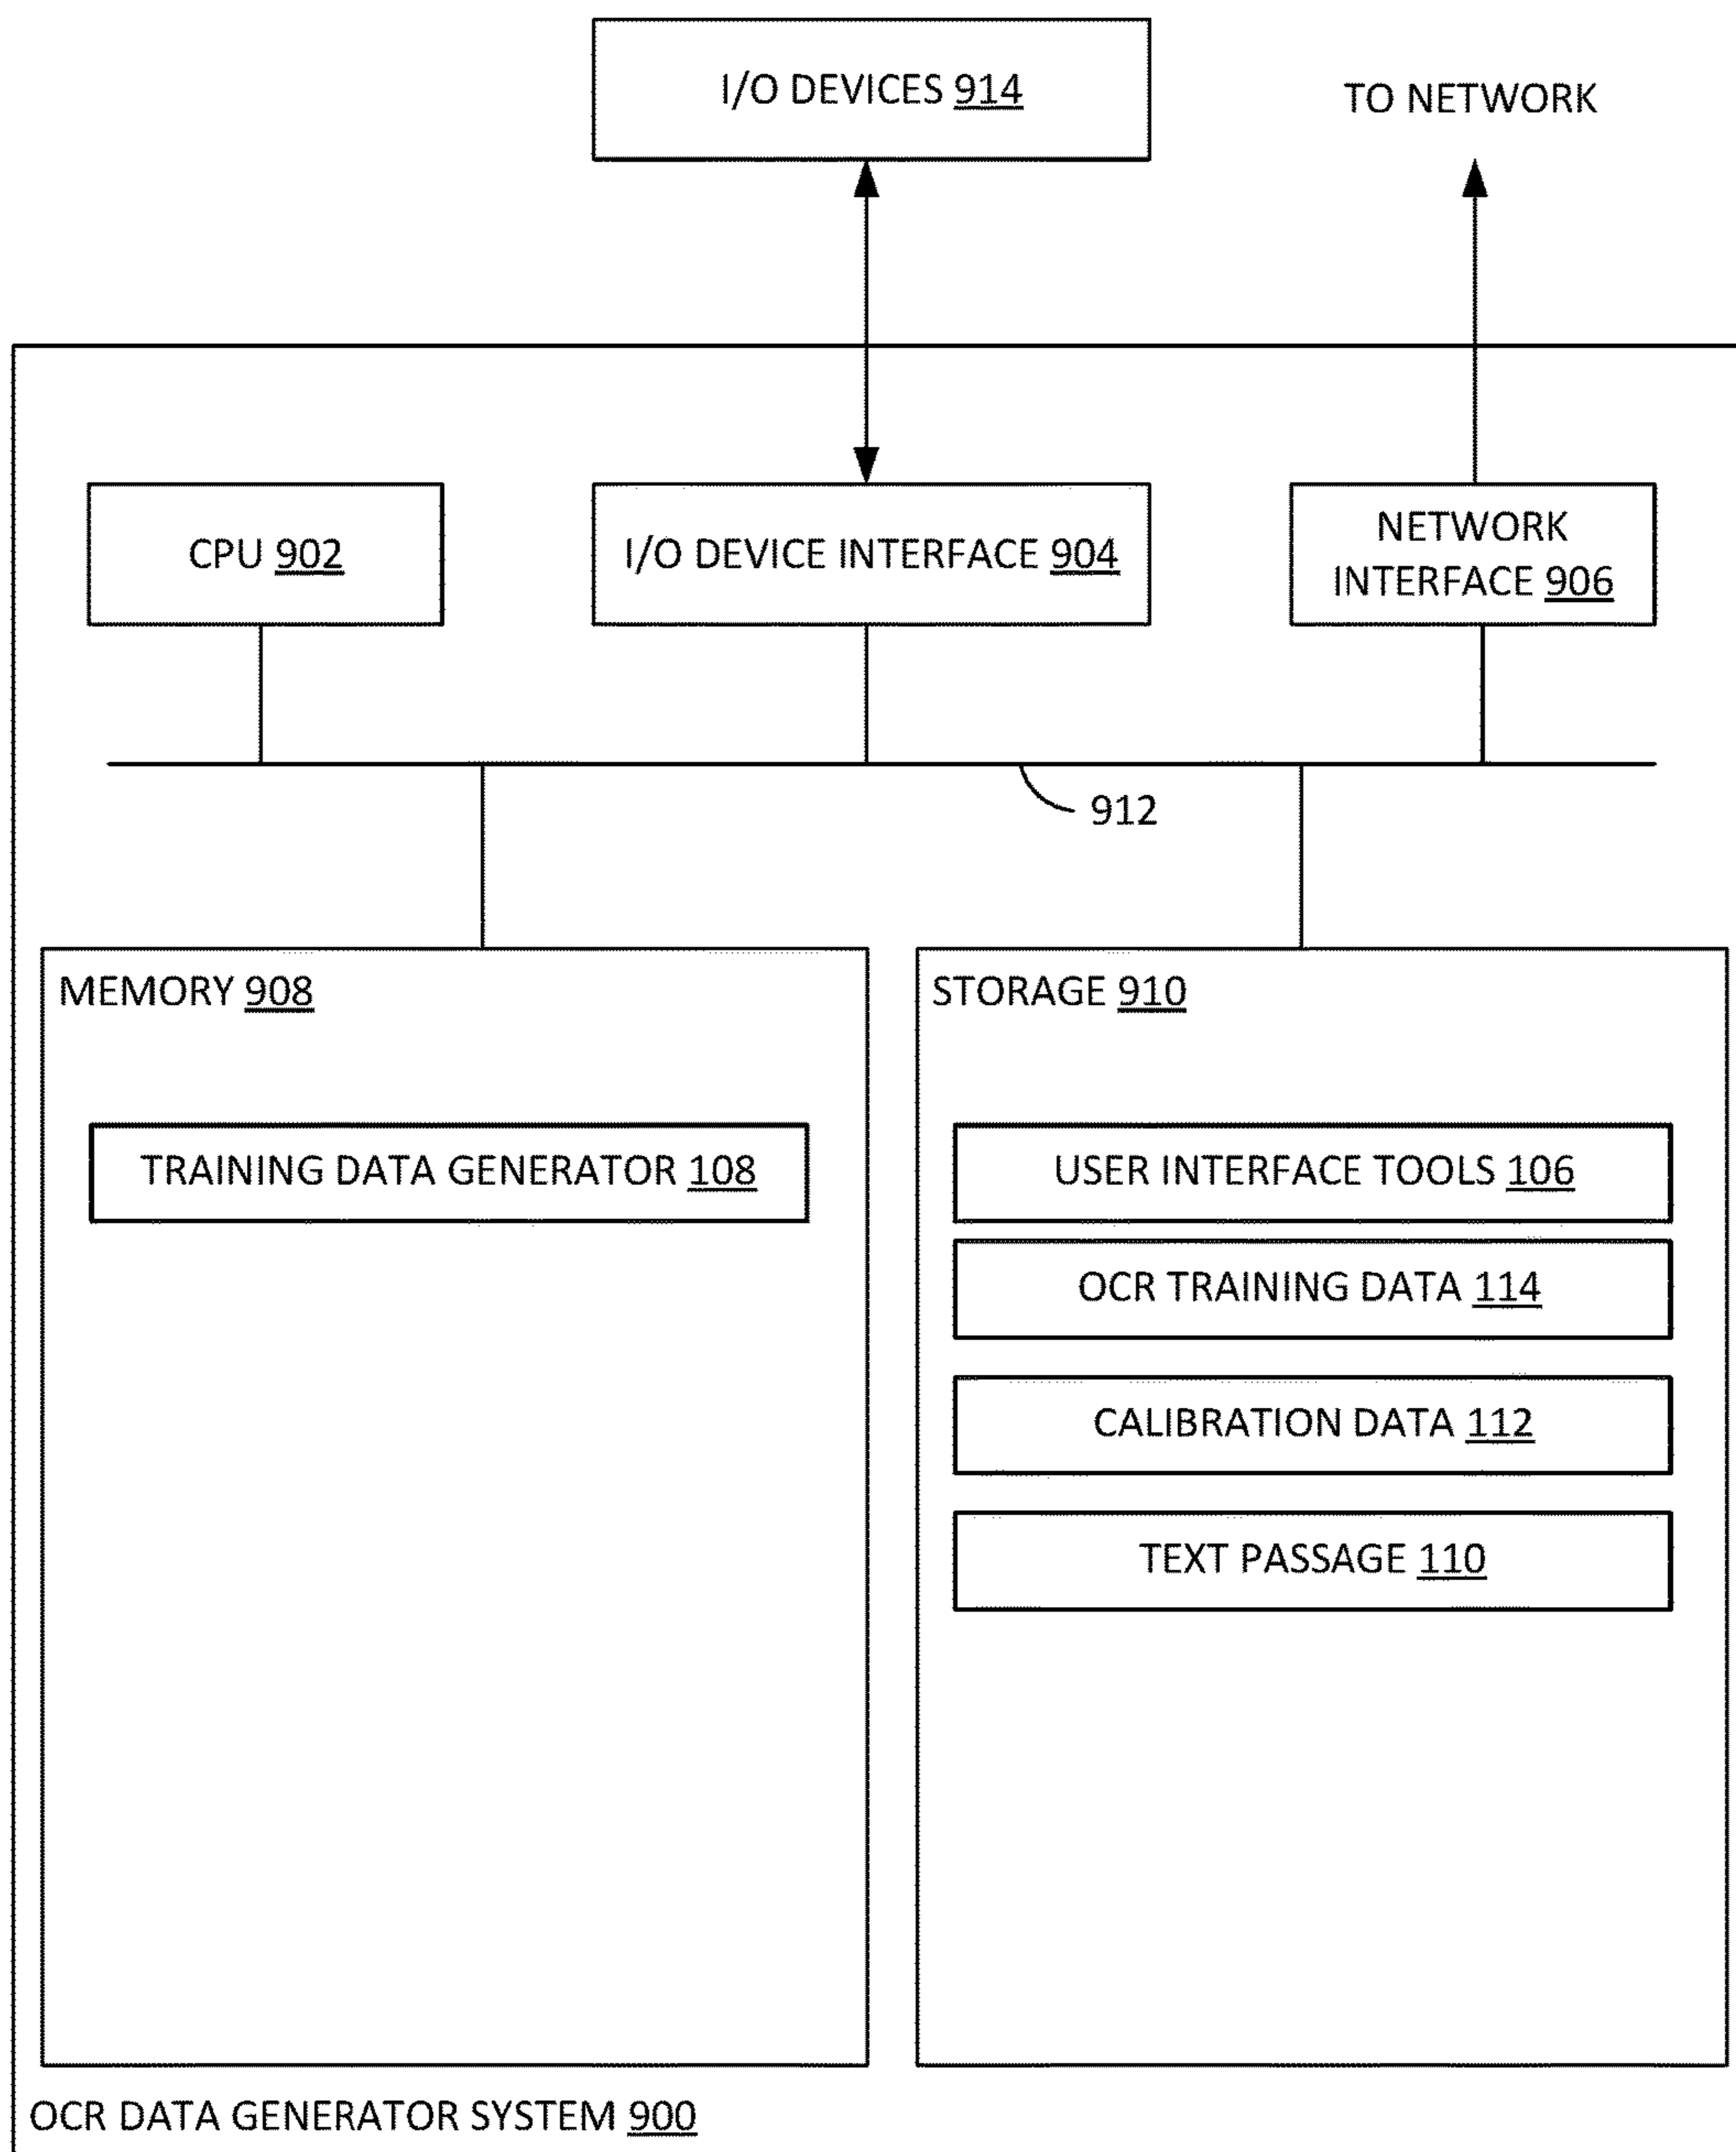 I/O DEVICES 914
TO NETWORK
CPU 902
I/O DEVICE INTERFACE 904
NETWORK
INTERFACE 906
912
MEMORY 908
TRAINING DATA GENERATOR 108
STORAGE 910
USER INTERFACE TOOLS 106
OCR TRAINING DATA 114
CALIBRATION DATA 112
TEXT PASSAGE 110
OCR DATA GENERATOR SYSTEM 900